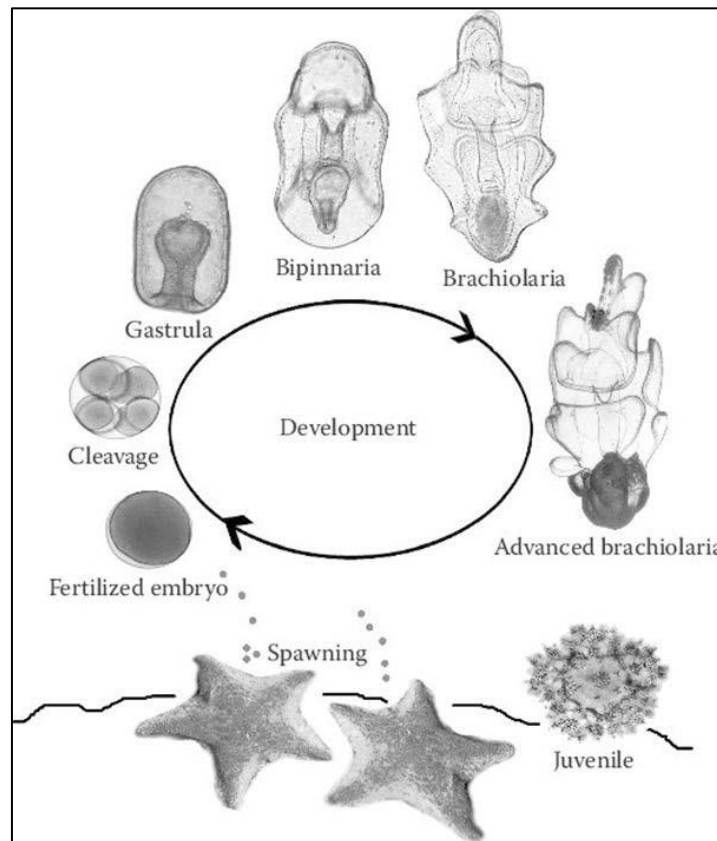 Bipinnaria
Brachiolaria
Gastrula
Development
Cleavage
Advanced brachiolaria
Fertilized embryo
Spawning
Juvenile